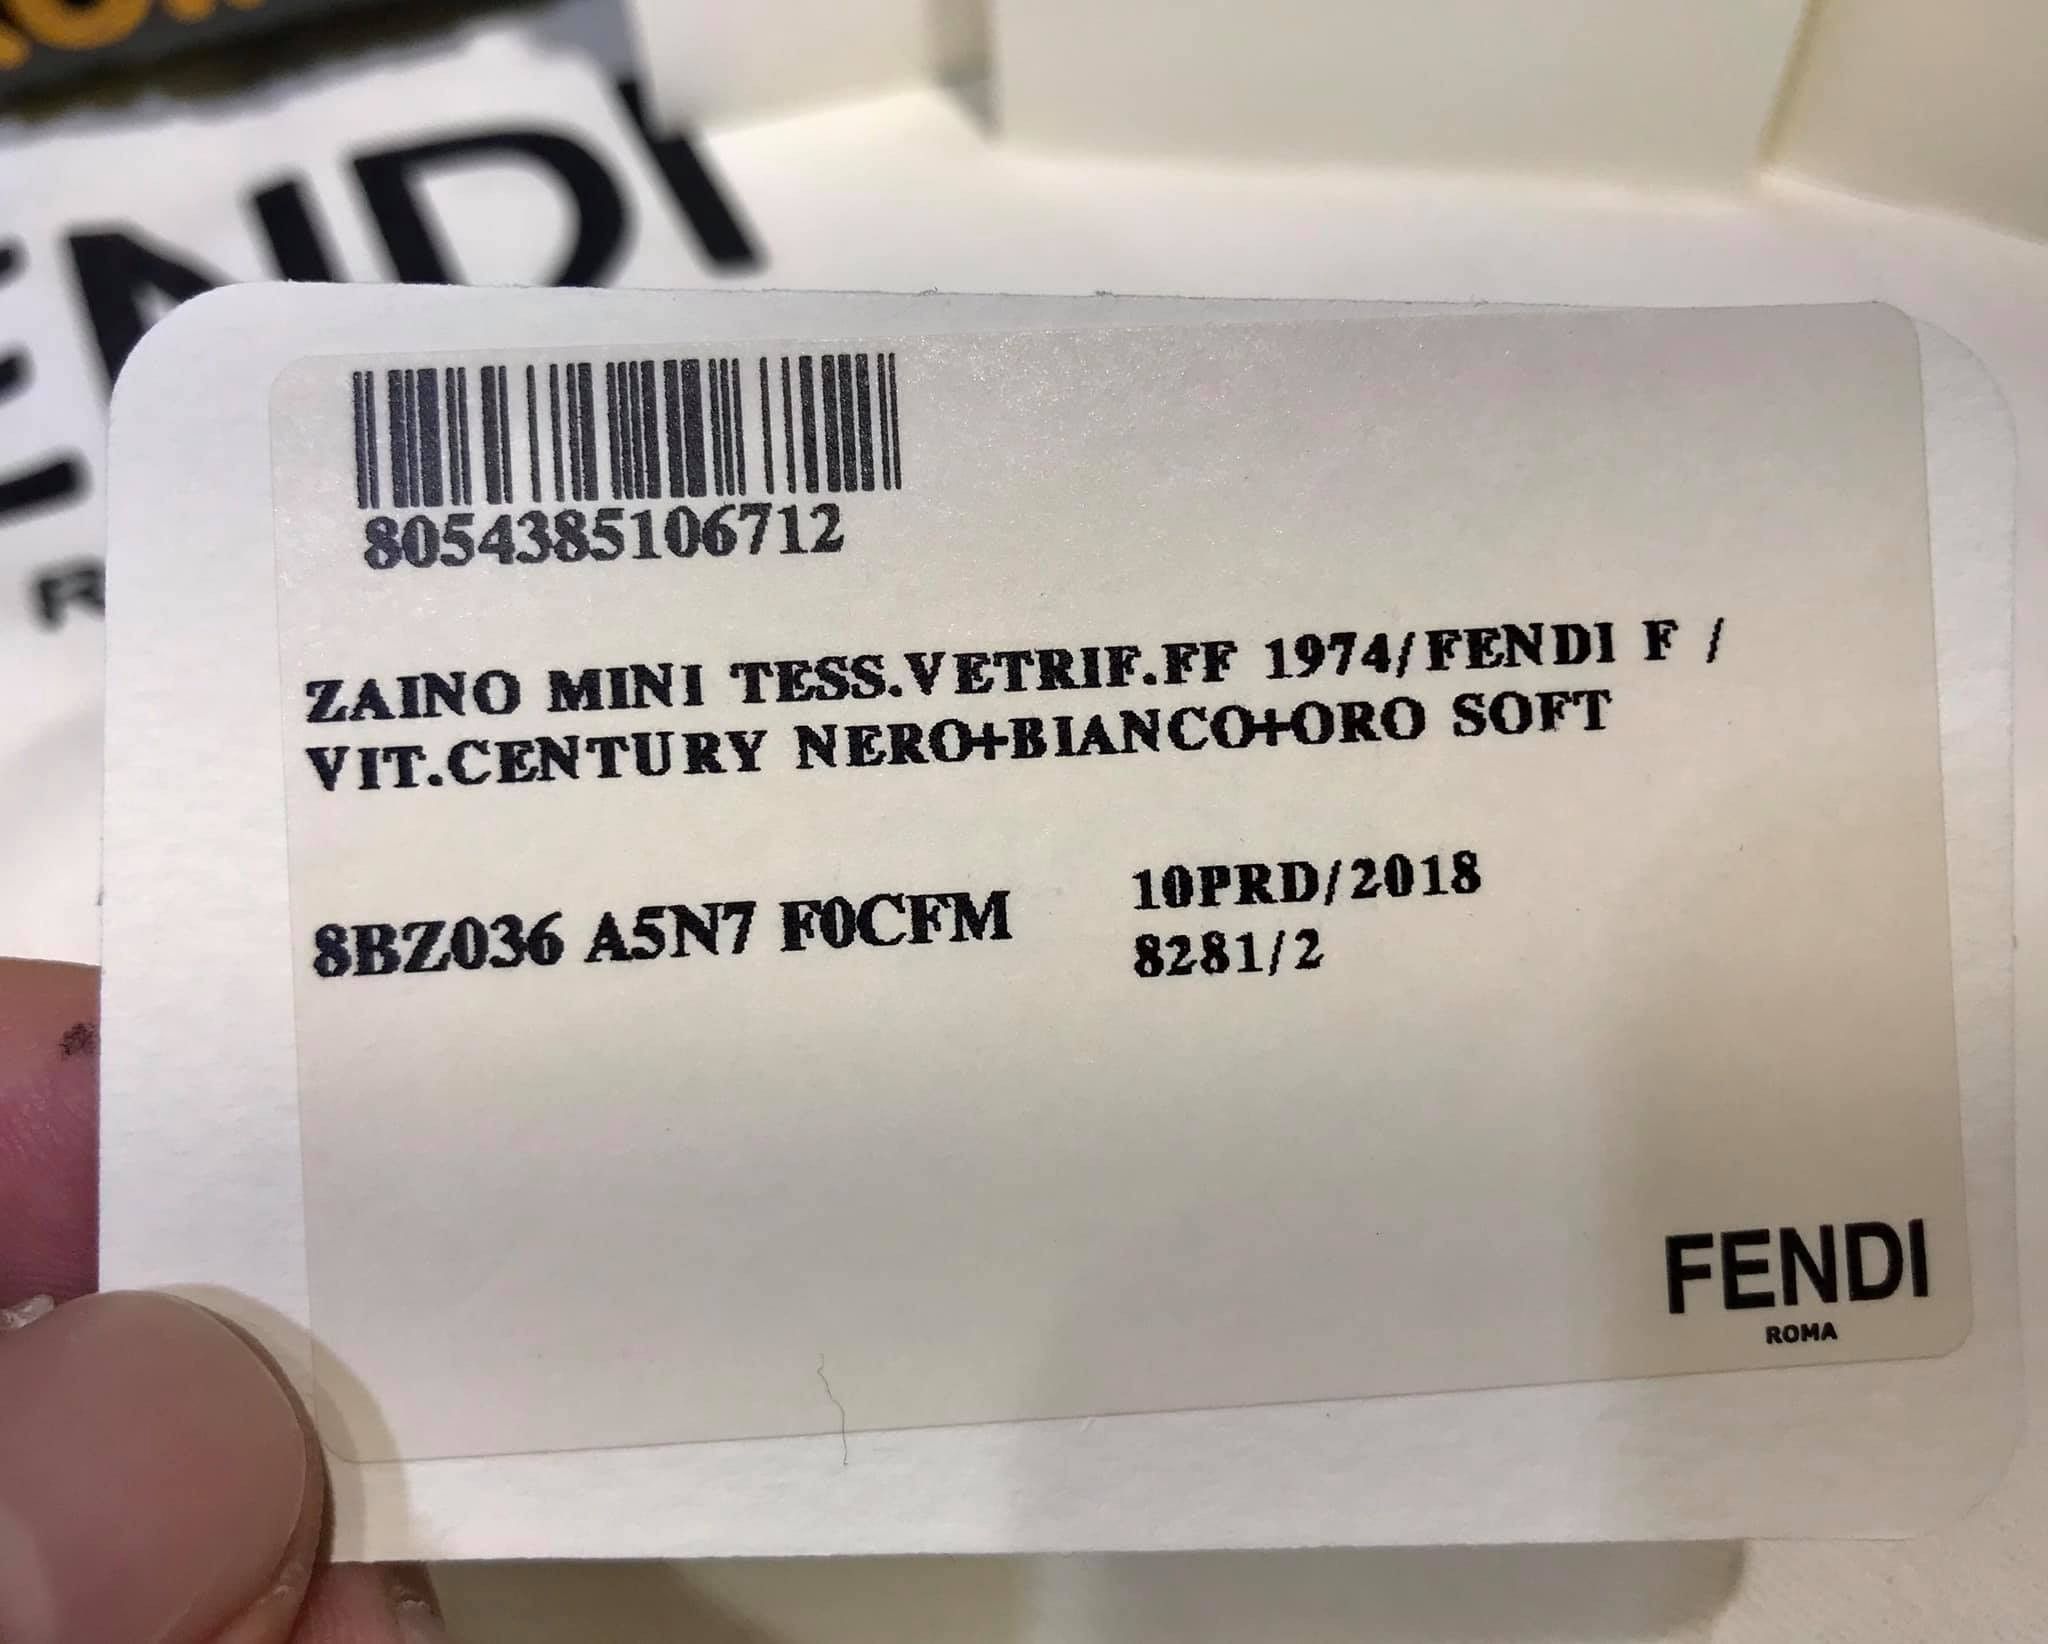 ENDI
8054385106712
ZAINO MINI TESS.VETRIF.FF 1974/FENDI F /
VIT.CENTURY NERO+BIANCO+ORO SOFT
8BZ036 A5N7 F0CFM
10PRD/2018
8281/2
FENDI
ROMA